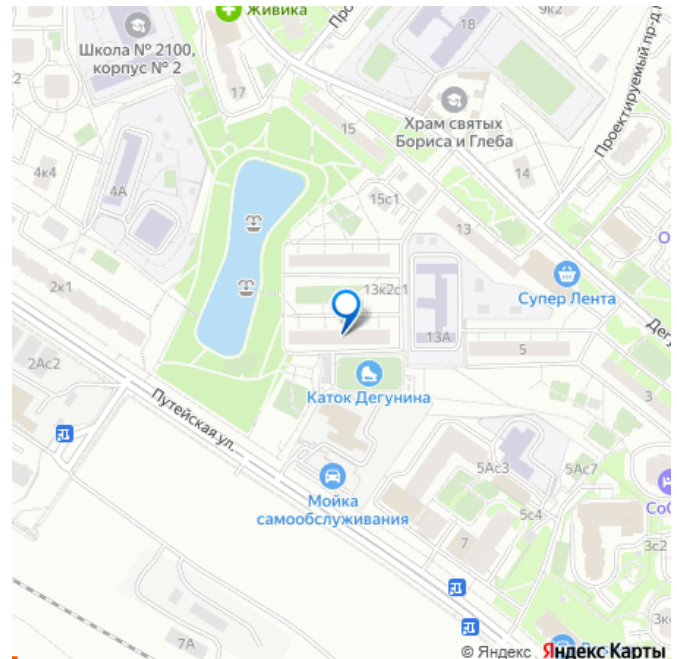 Живика
9к2
18
Школа № 2100,
корпус № 2
17
Проектируемый пр-д
15
Храм святых
Бориса и Глеба
14
4к4
4А
15с1
13
2к1
13к2с1
Супер Лента
13А
5
2Ас2
Каток Дегунина
3
Путейская ул.
Мойка
самообслуживания
5Ас3
5Ас7
5с4
7
3с2
7А
© Яндекс Яндекс Карты